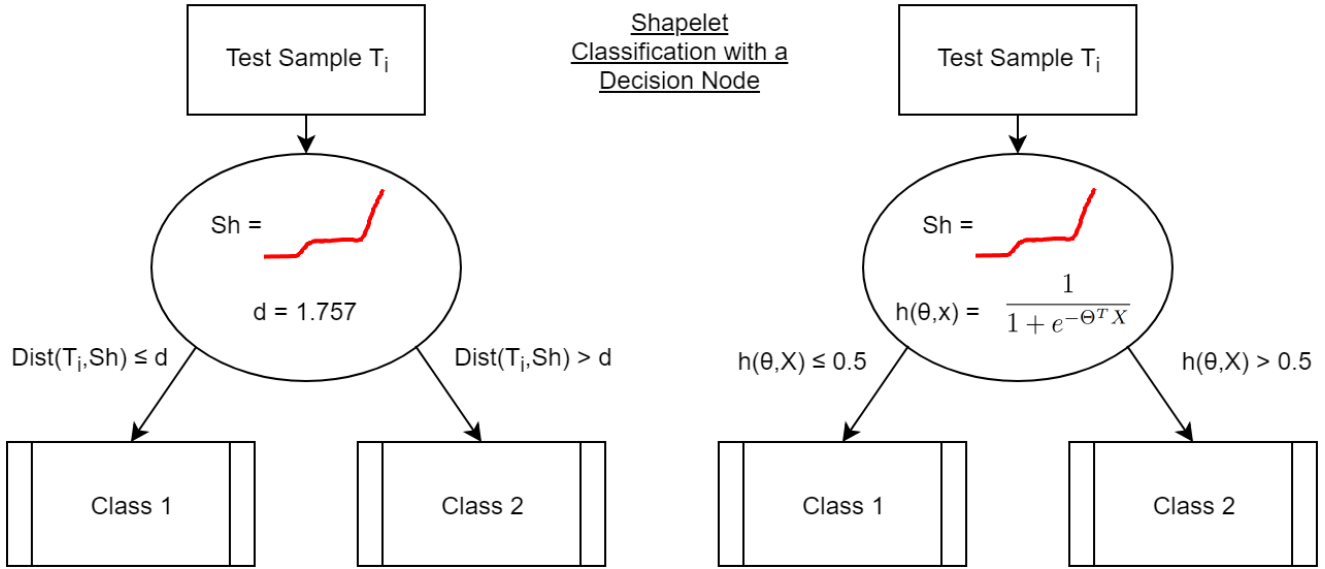 Shapelet
Classification with a
Decision Node
Test Sample Tᵢ
Sh =
d = 1.757
Dist(Tᵢ,Sh) ≤ d
Dist(Tᵢ,Sh) > d
Class 1
Class 2
Test Sample Tᵢ
Sh =
h(θ,x) = 1 / (1 + e^{-Θ^T X})
h(θ,X) ≤ 0.5
h(θ,X) > 0.5
Class 1
Class 2